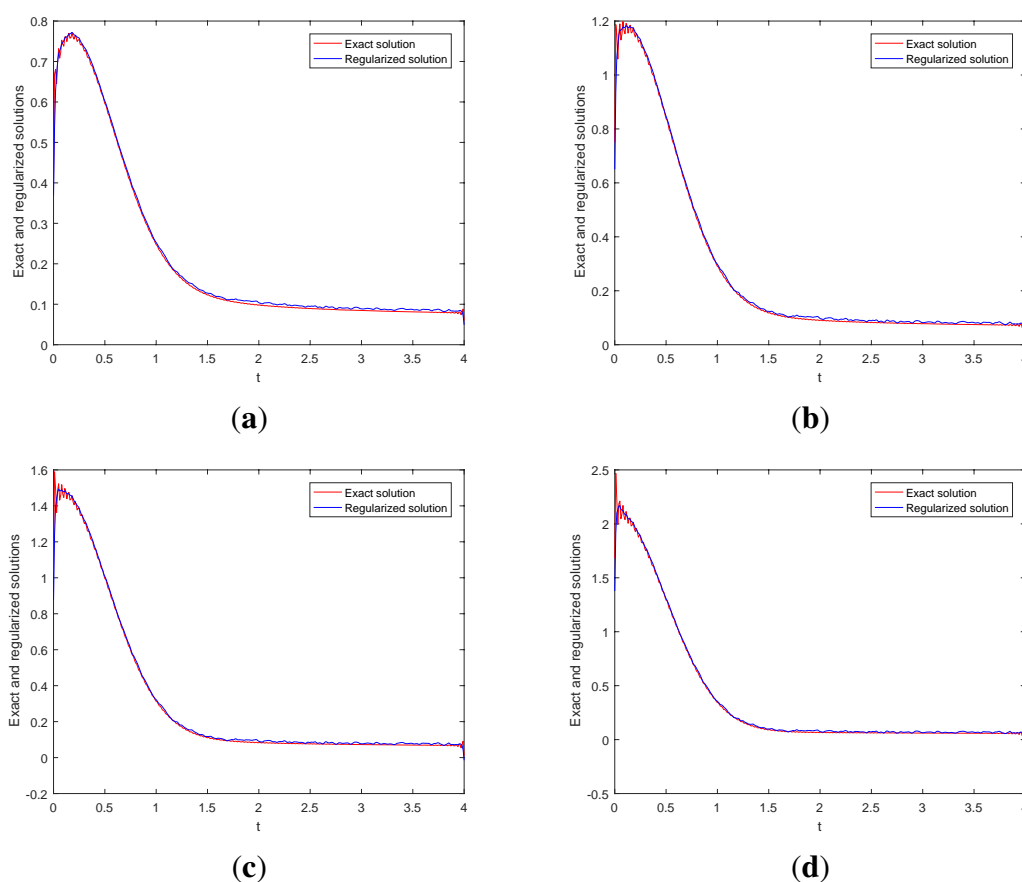 Exact and regularized solutions
0.8
0.7
0.6
0.5
0.4
0.3
0.2
0.1
0
Exact solution
Regularized solution
0 0.5 1 1.5 2 2.5 3 3.5 4
t
(a)
Exact and regularized solutions
1.2
1
0.8
0.6
0.4
0.2
0
Exact solution
Regularized solution
0 0.5 1 1.5 2 2.5 3 3.5
t
(b)
Exact and regularized solutions
1.6
1.4
1.2
1
0.8
0.6
0.4
0.2
0
-0.2
Exact solution
Regularized solution
0 0.5 1 1.5 2 2.5 3 3.5 4
t
(c)
Exact and regularized solutions
2.5
2
1.5
1
0.5
0
-0.5
Exact solution
Regularized solution
0 0.5 1 1.5 2 2.5 3 3.5
t
(d)